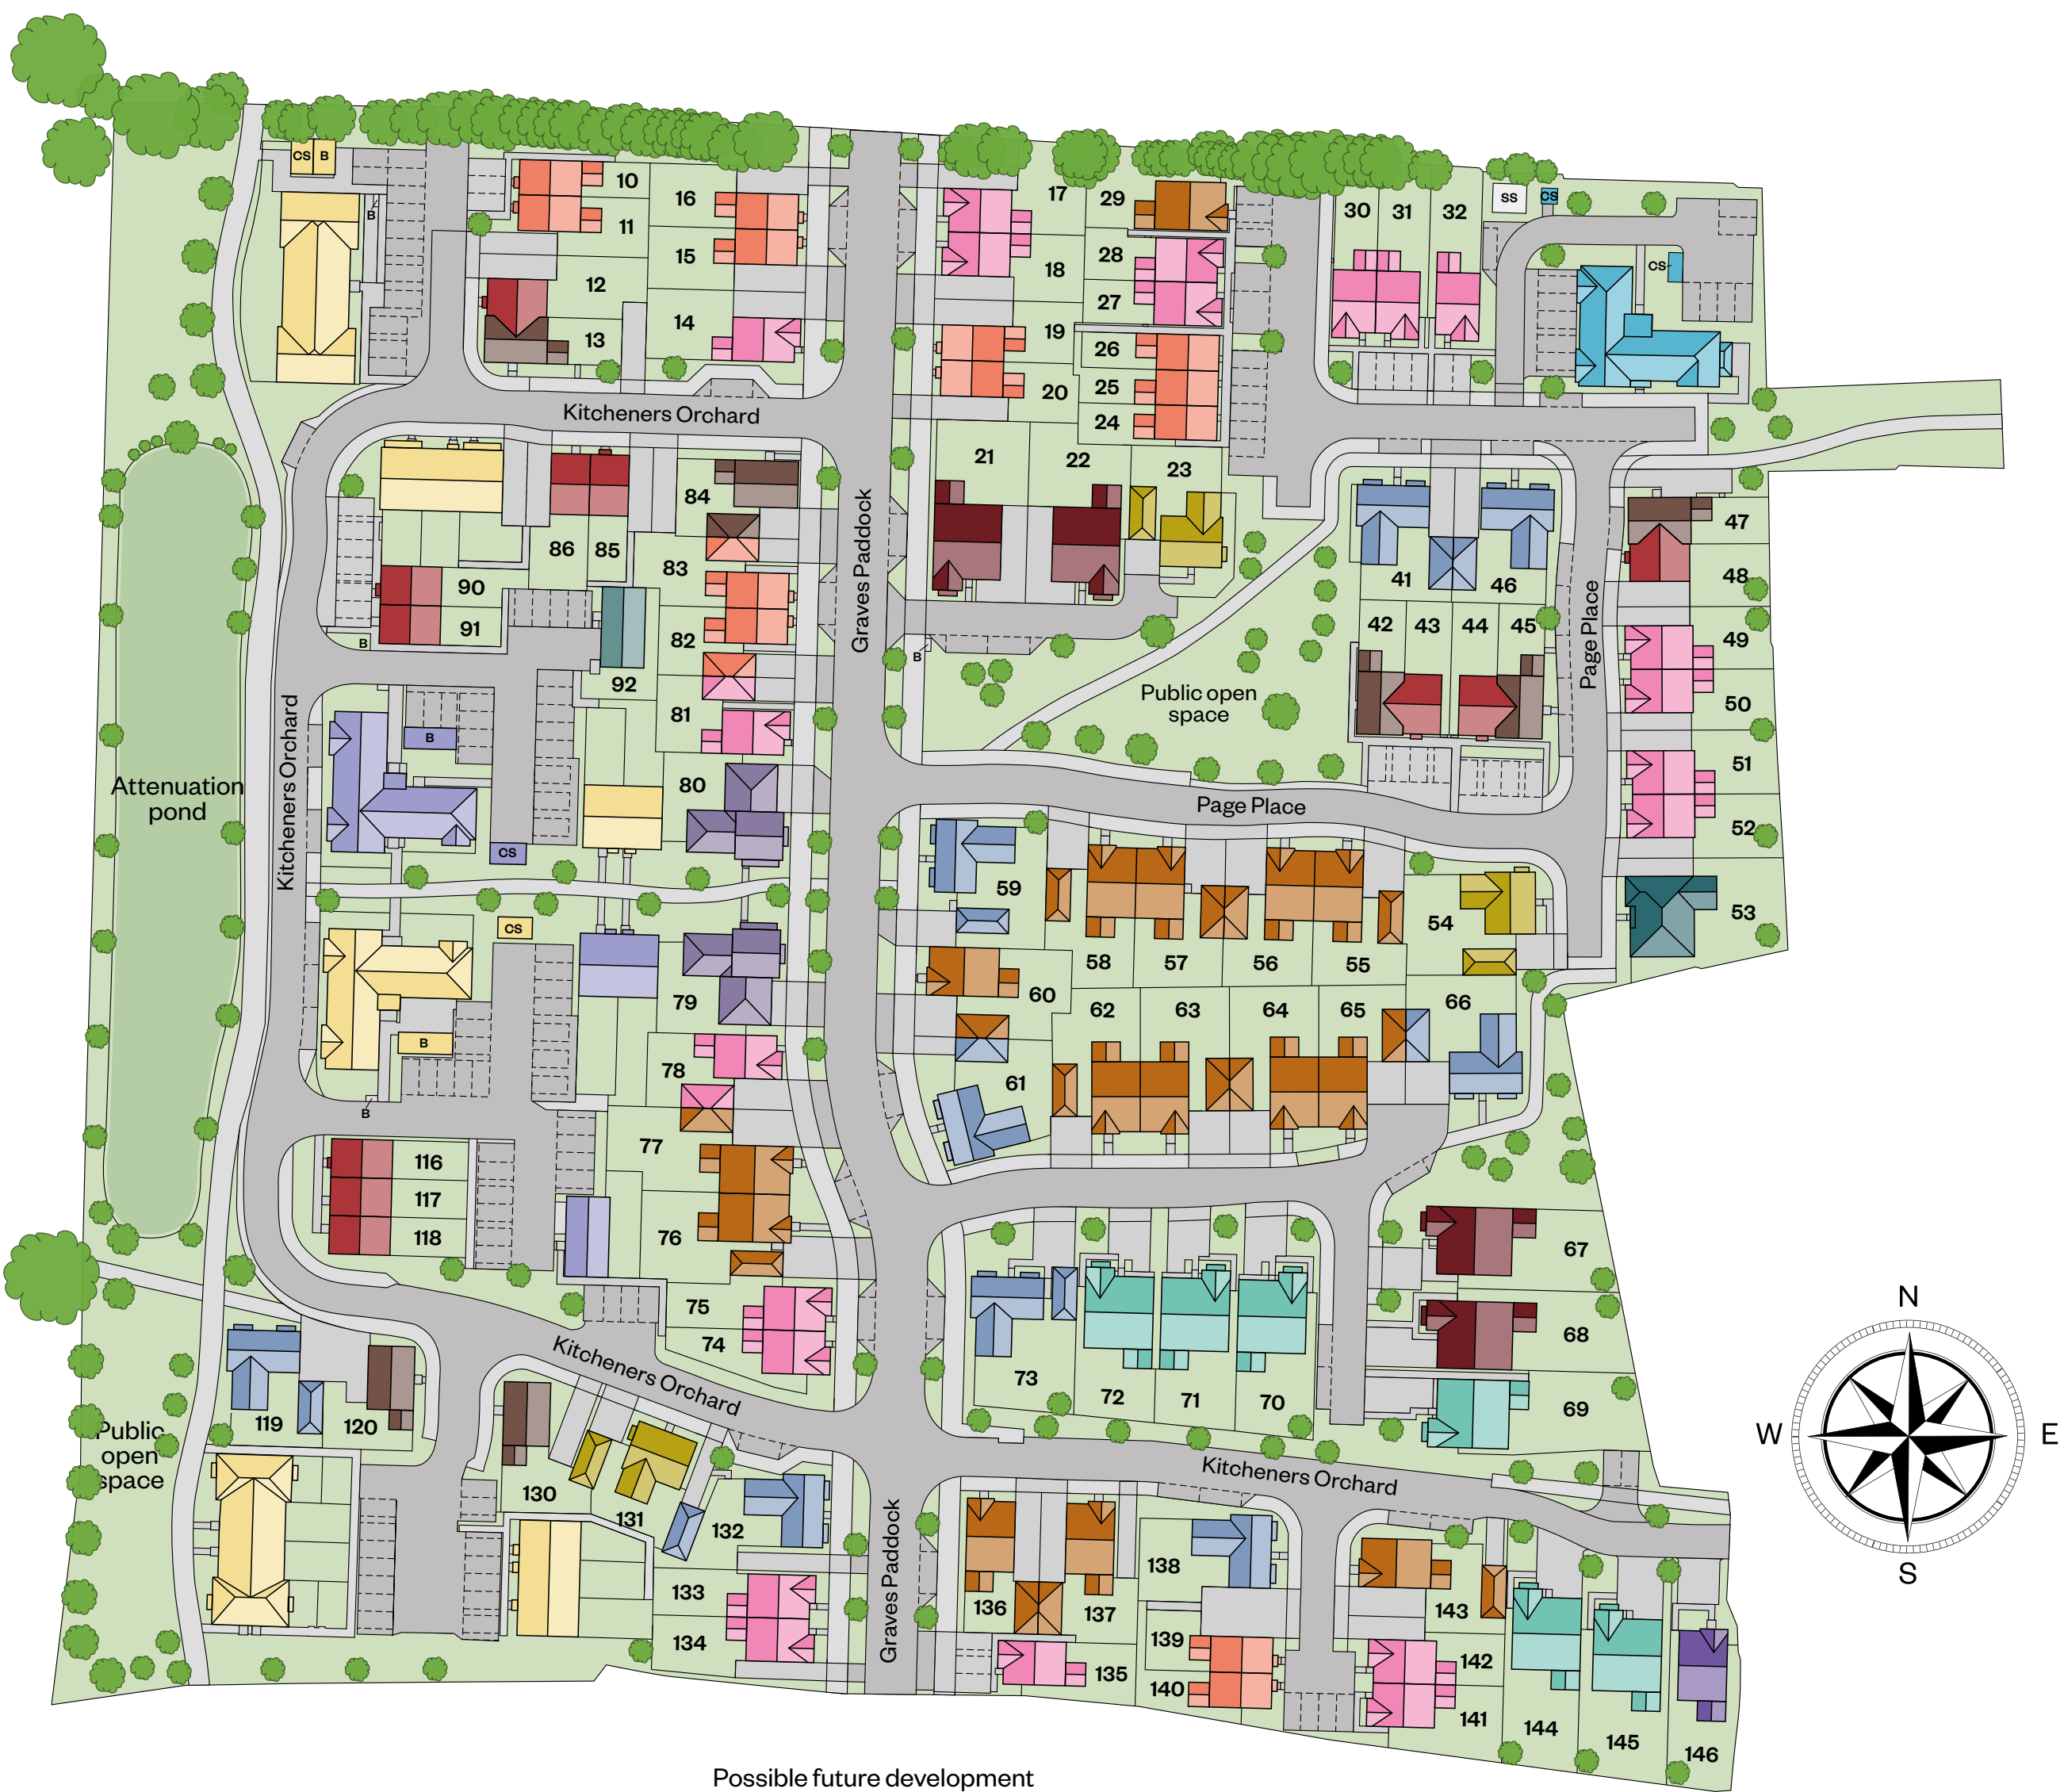 CS B
B
10
11
12
13
14
15
16
17
18
19
20
21
22
23
24
25
26
27
28
29
30 31 32
SS
CS
CS
Kitcheners Orchard
Graves Paddock
84
86 85
83
90
91
B
92
82
81
80
B
CS
B
Public open
space
41 46
42 43 44 45
47
48
49
50
51
52
53
Page Place
Page Place
Attenuation
pond
Kitcheners Orchard
59
58 57 56 55
54
60
62 63 64 65
66
61
CS
79
B
78
B
77
116
117
118
76
75
74
67
68
69
73
72 71 70
Kitcheners Orchard
119 120
Public
open
space
130
131
132
133
134
Kitcheners Orchard
Graves Paddock
136 137
135
138
139
140
143
142
141
144
145
146
N
W E
S
Possible future development